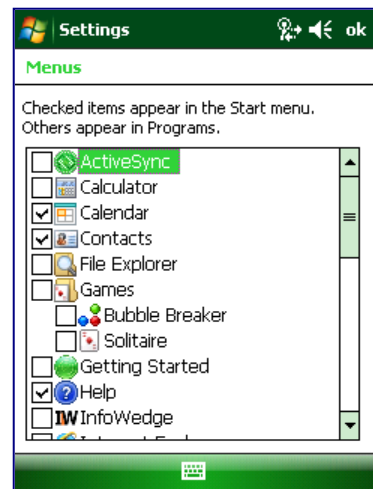 Settings
ok
Menus
Checked items appear in the Start menu.
Others appear in Programs.
ActiveSync
Calculator
Calendar
Contacts
File Explorer
Games
Bubble Breaker
Solitaire
Getting Started
Help
IW InfoWedge